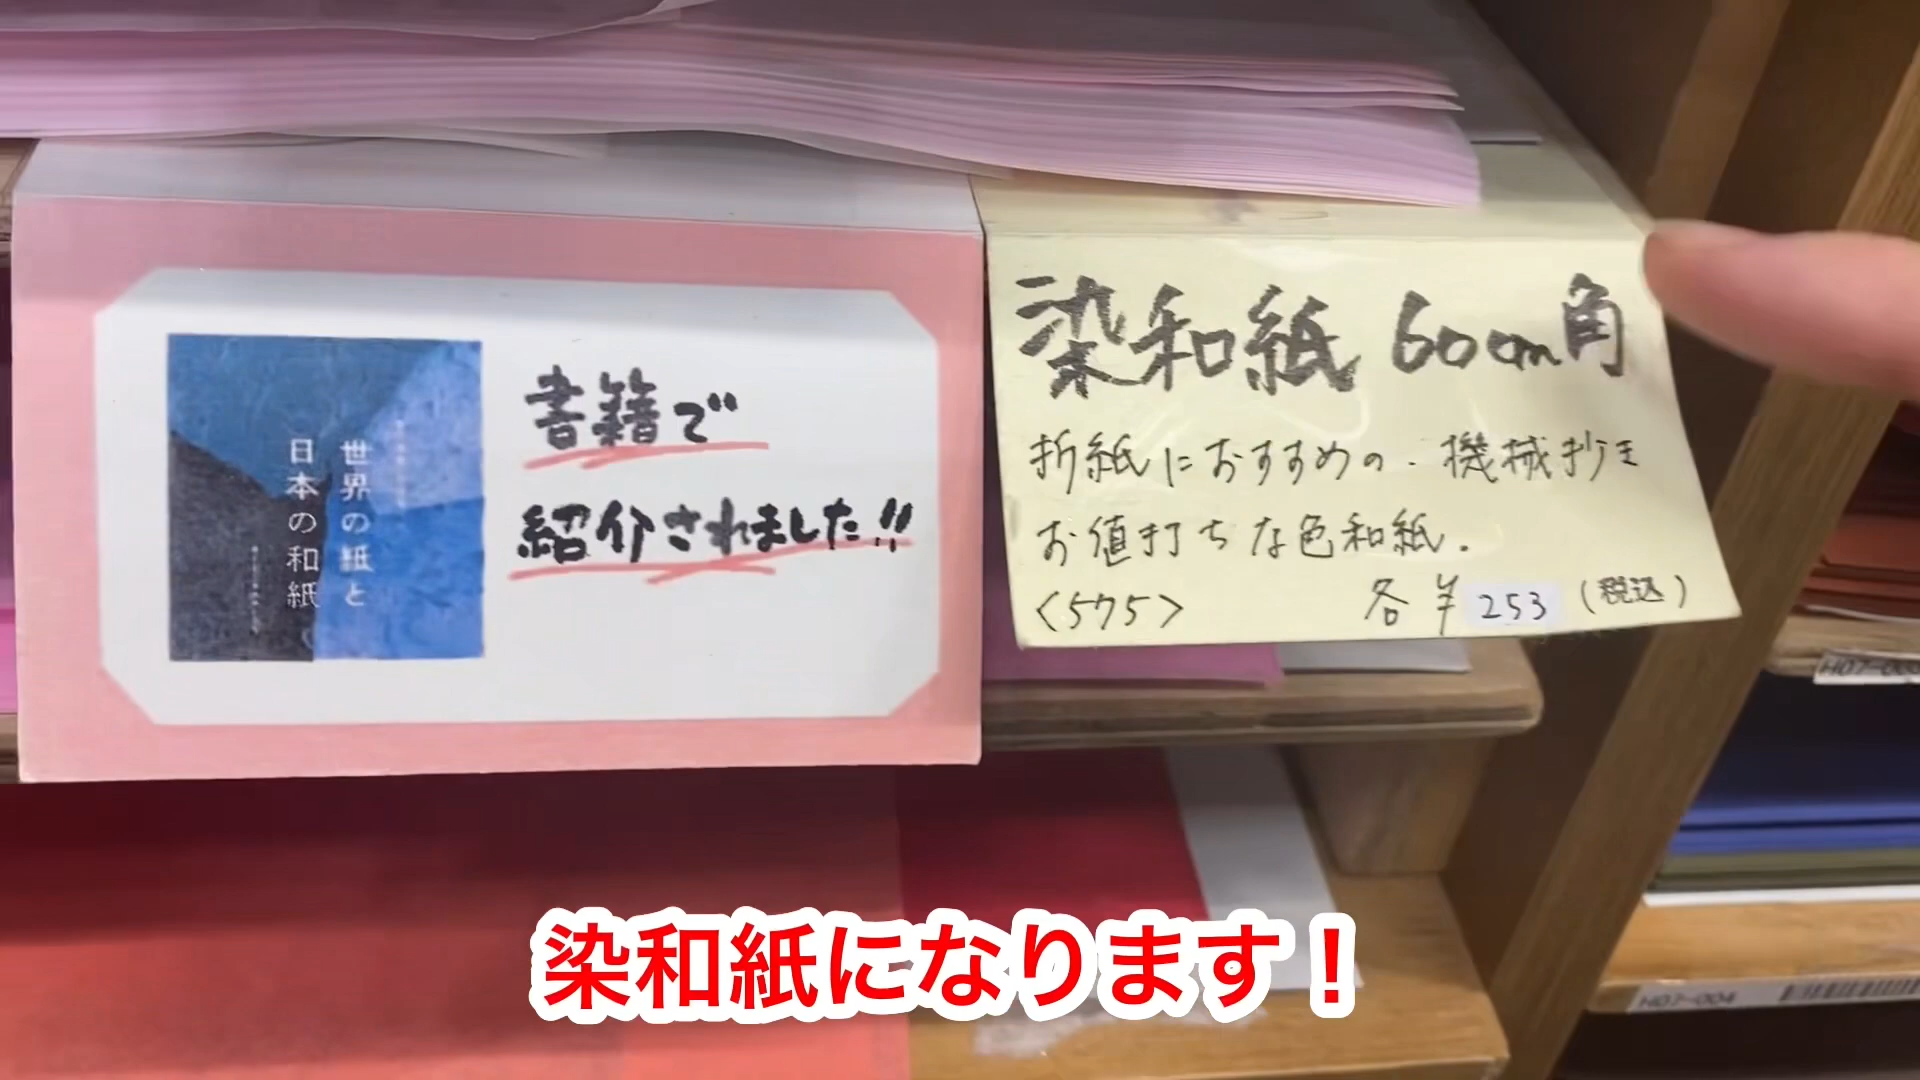 世界の紙と
日本の和紙
書籍で
紹介されました!!
染和紙 60cm角
折紙におすすめの、機械抄き
お値打ちな色和紙.
<575>
各 ¥ 253 (税込)
H07-004
染和紙になります！